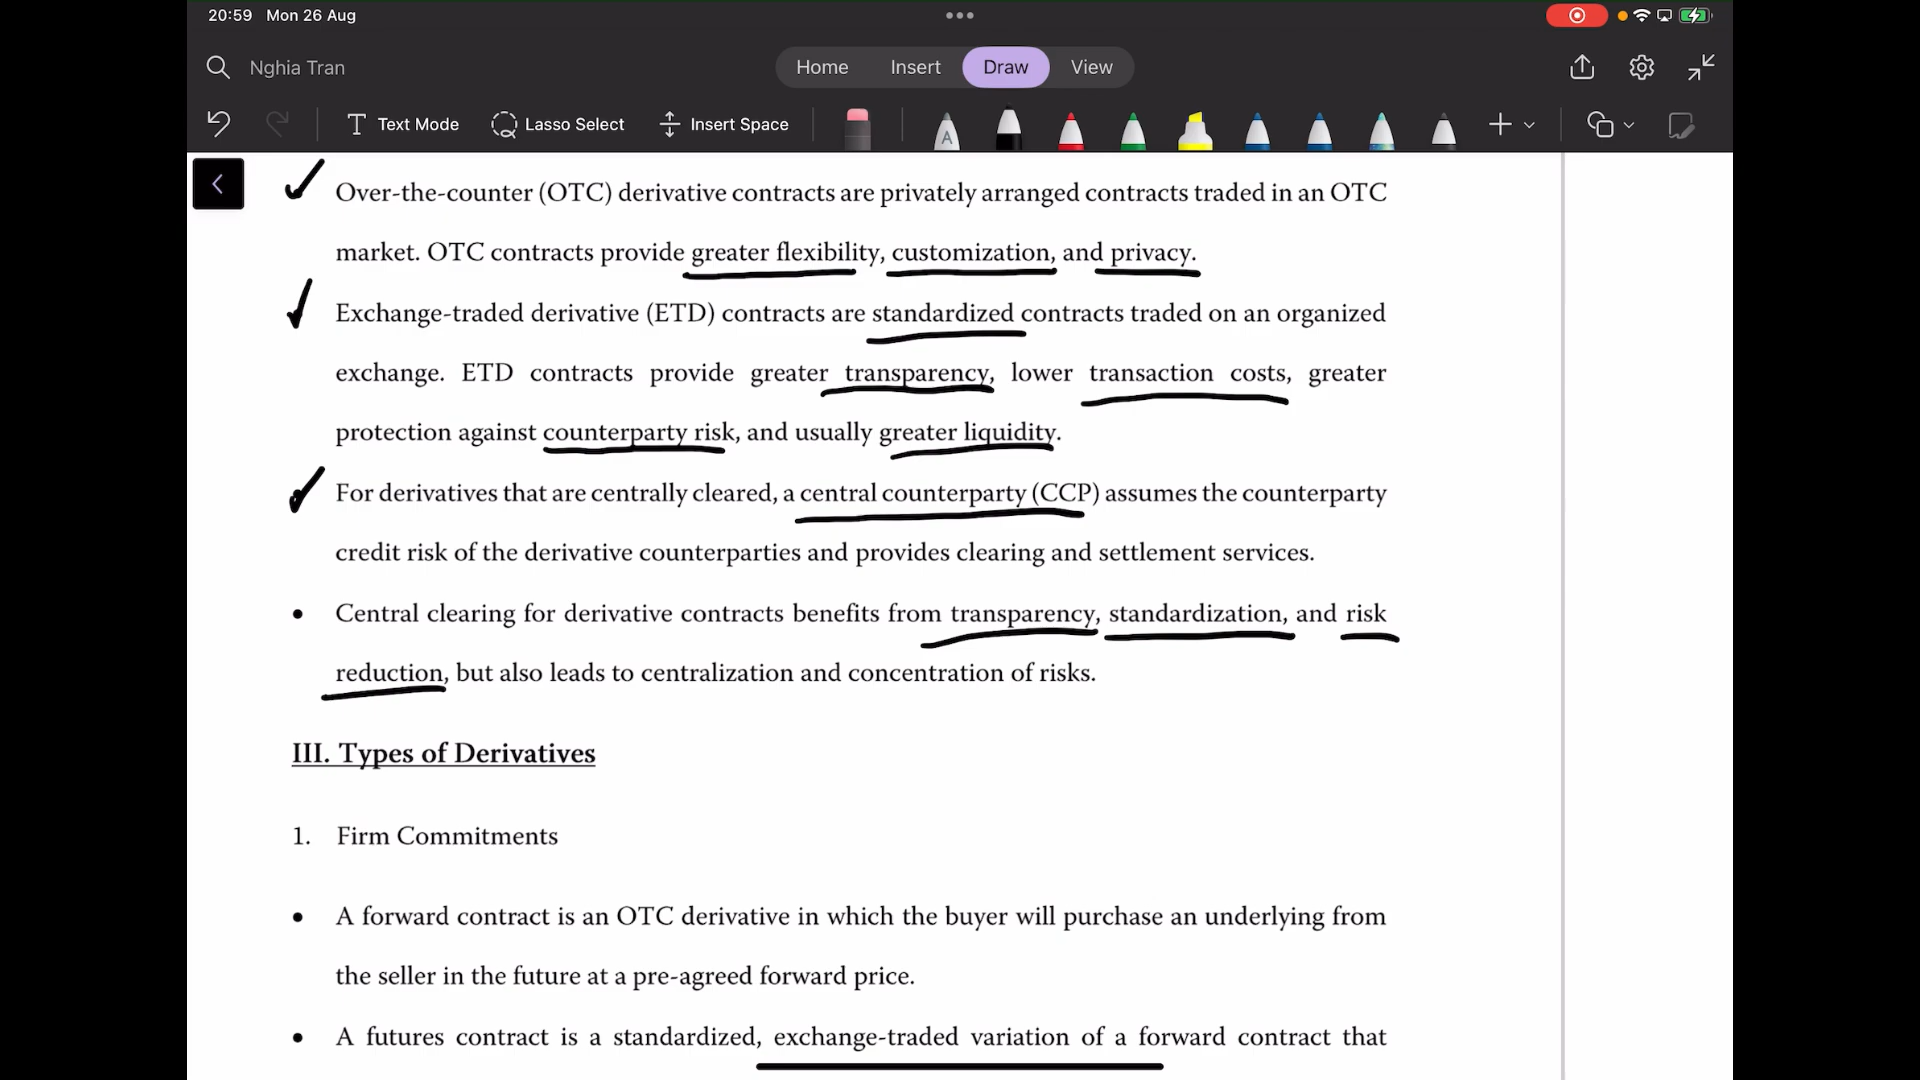 20:59 Mon 26 Aug
Nghia Tran
Home Insert Draw View
Text Mode Lasso Select Insert Space
A
Over-the-counter (OTC) derivative contracts are privately arranged contracts traded in an OTC
market. OTC contracts provide greater flexibility, customization, and privacy.
Exchange-traded derivative (ETD) contracts are standardized contracts traded on an organized
exchange. ETD contracts provide greater transparency, lower transaction costs, greater
protection against counterparty risk, and usually greater liquidity.
For derivatives that are centrally cleared, a central counterparty (CCP) assumes the counterparty
credit risk of the derivative counterparties and provides clearing and settlement services.
• Central clearing for derivative contracts benefits from transparency, standardization, and risk
reduction, but also leads to centralization and concentration of risks.
III. Types of Derivatives
1. Firm Commitments
• A forward contract is an OTC derivative in which the buyer will purchase an underlying from
the seller in the future at a pre-agreed forward price.
• A futures contract is a standardized, exchange-traded variation of a forward contract that